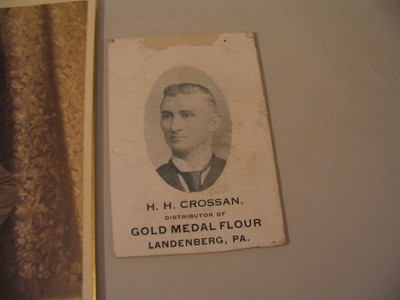 H. H. CROSSAN.
DISTRIBUTOR OF
GOLD MEDAL FLOUR
LANDENBERG, PA.